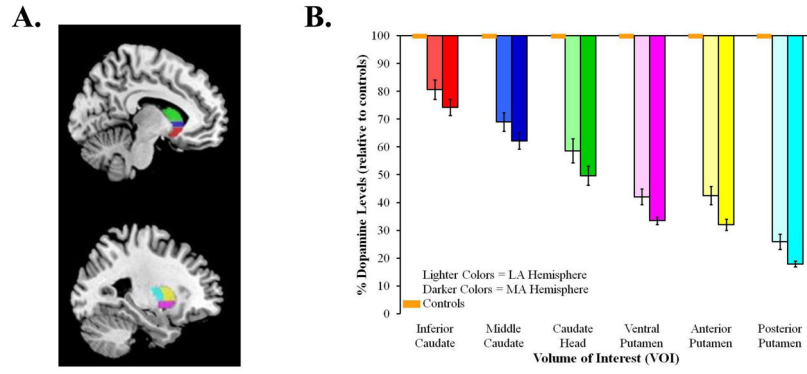 A.
B.
% Dopamine Levels (relative to controls)
100
90
80
70
60
50
40
30
20
10
0
Lighter Colors = LA Hemisphere
Darker Colors = MA Hemisphere
Controls
Inferior Caudate
Middle Caudate
Caudate Head
Ventral Putamen
Anterior Putamen
Posterior Putamen
Volume of Interest (VOI)